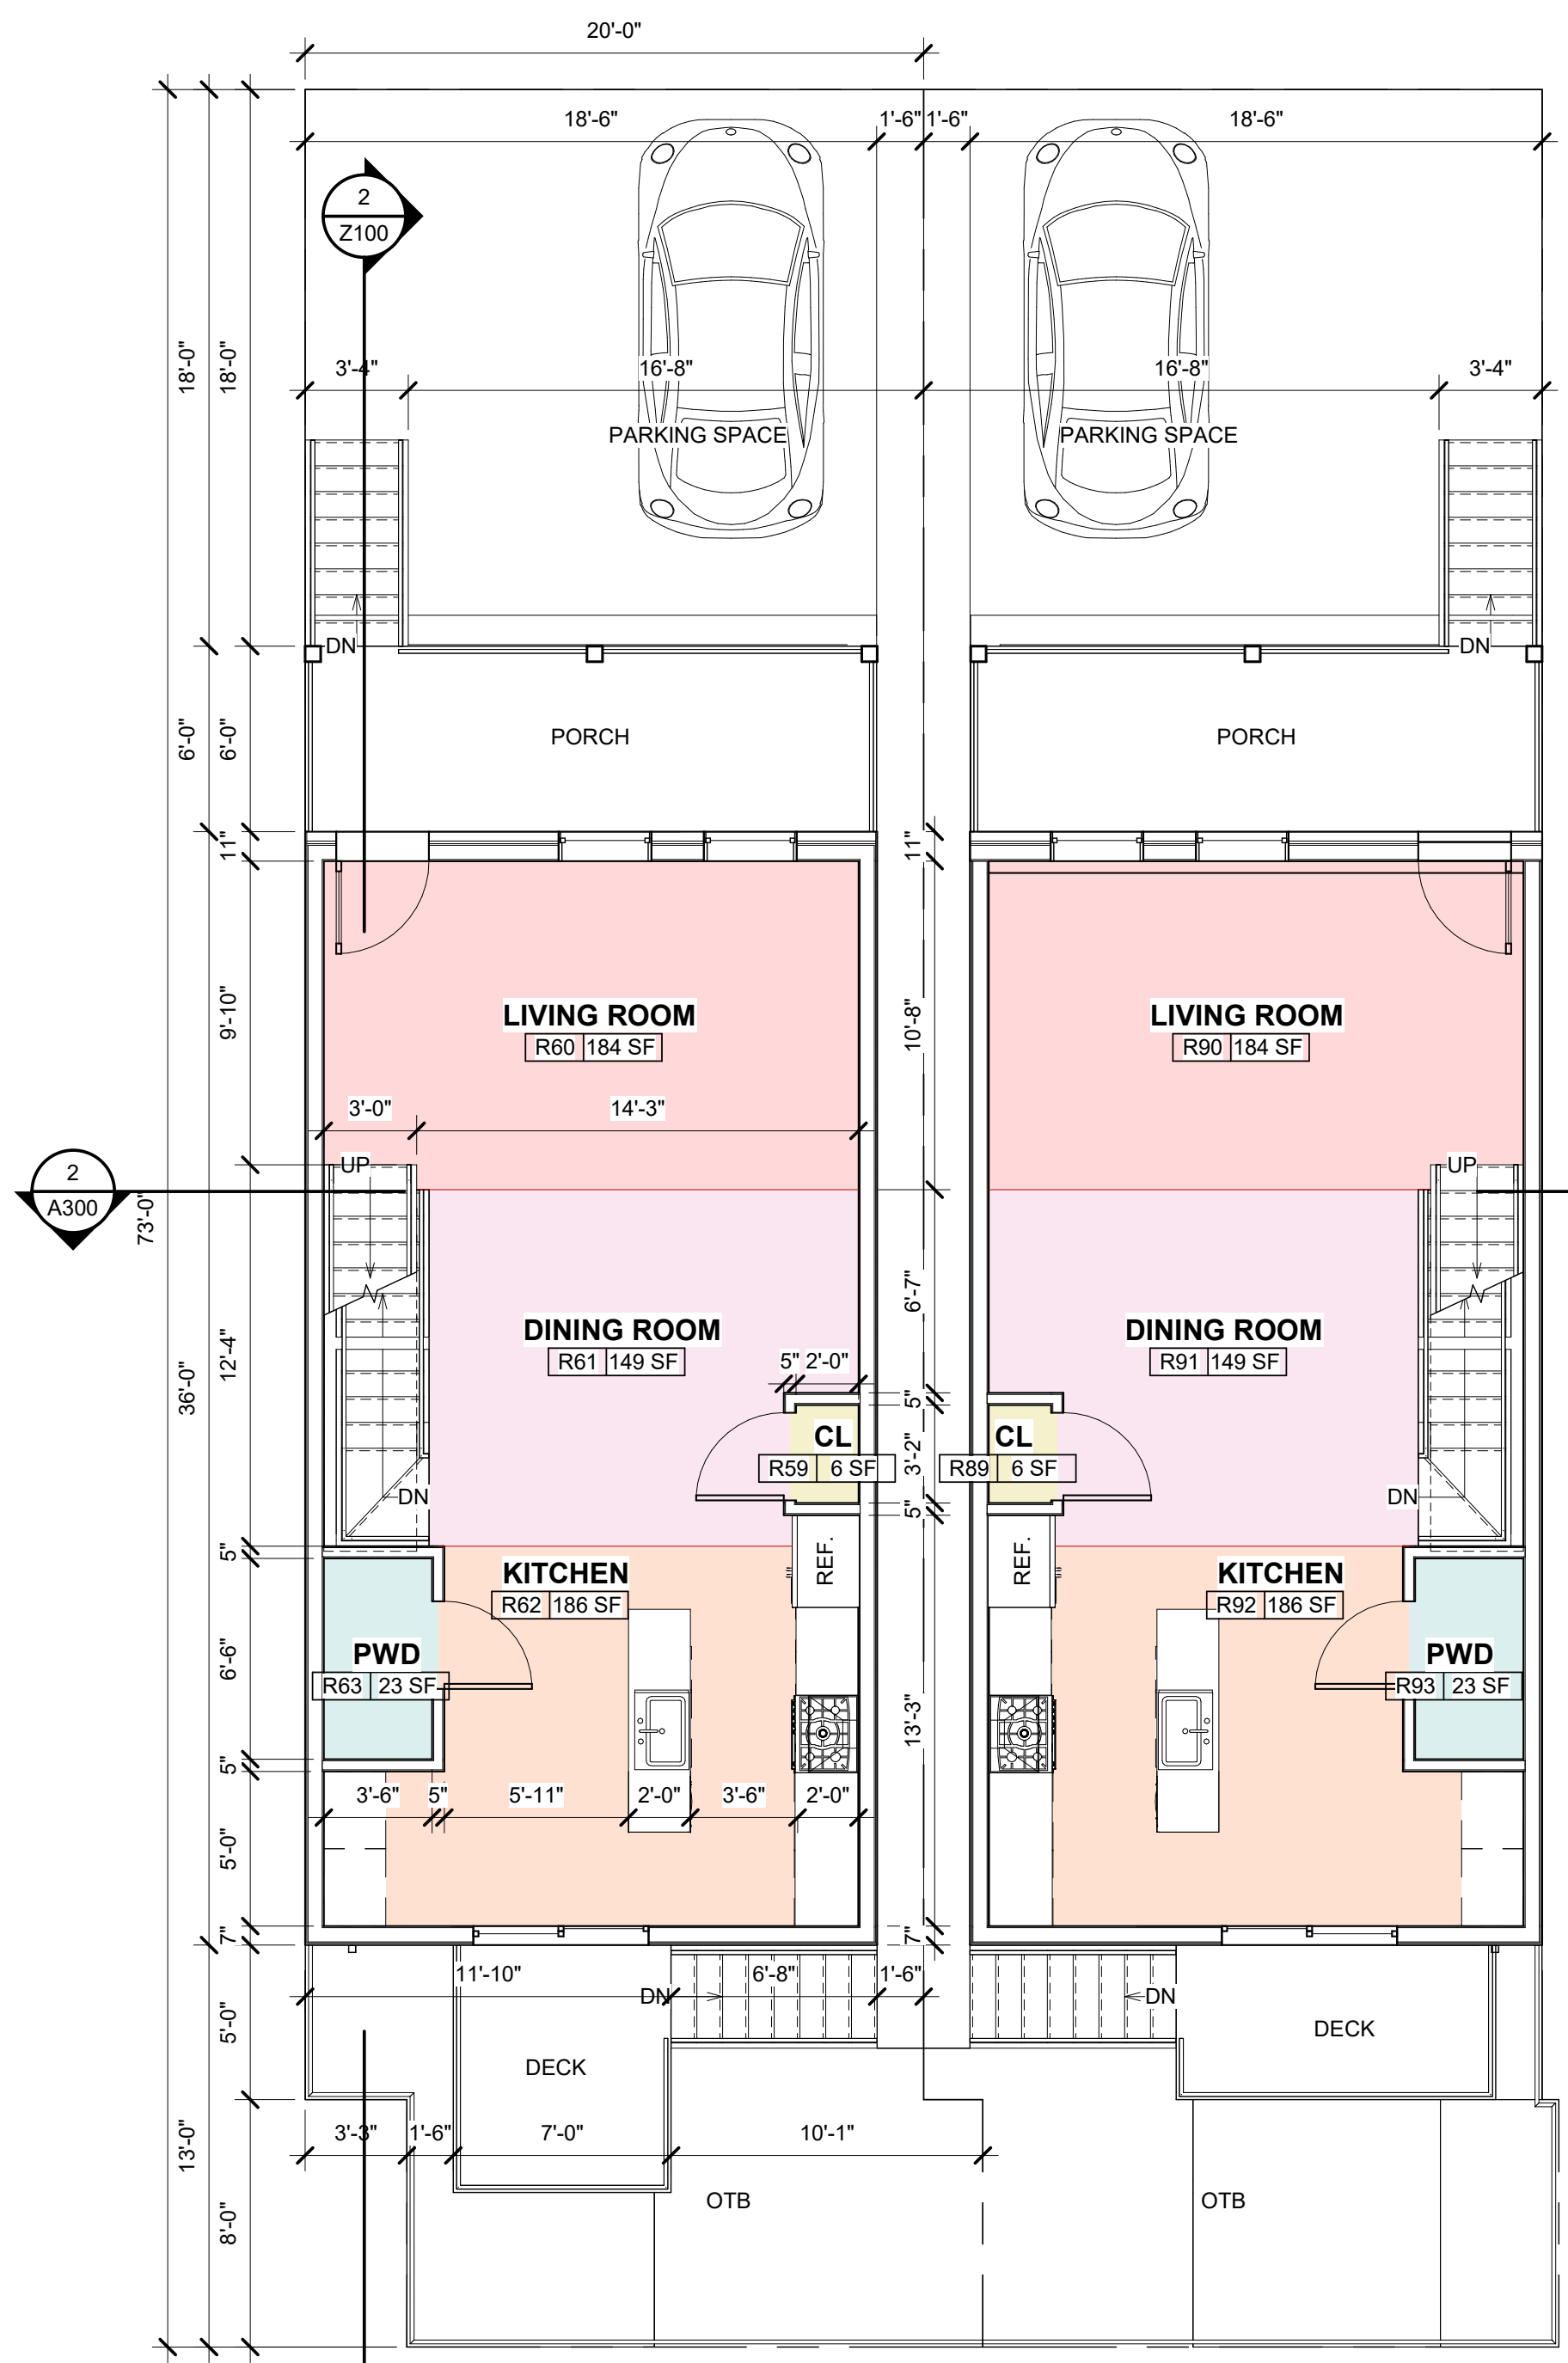 20'-0"
18'-6"
1'-6"
1'-6"
18'-6"
2
Z100
18'-0"
18'-0"
3'-4"
16'-8"
16'-8"
3'-4"
PARKING SPACE
PARKING SPACE
DN
DN
6'-0"
6'-0"
PORCH
PORCH
11"
11"
9'-10"
10'-8"
LIVING ROOM
R60 184 SF
LIVING ROOM
R90 184 SF
3'-0"
14'-3"
UP
UP
2
A300
73'-0"
6'-7"
DINING ROOM
R61 149 SF
DINING ROOM
R91 149 SF
36'-0"
12'-4"
5"
2'-0"
5"
CL
R59 6 SF
3'-2"
CL
R89 6 SF
DN
5"
DN
5"
REF.
REF.
KITCHEN
R62 186 SF
KITCHEN
R92 186 SF
6'-6"
PWD
R63 23 SF
PWD
R93 23 SF
13'-3"
5"
3'-6"
5"
5'-11"
2'-0"
3'-6"
2'-0"
5'-0"
7"
7"
11'-10"
DN
6'-8"
1'-6"
DN
5'-0"
DECK
DECK
13'-0"
3'-3"
1'-6"
7'-0"
10'-1"
8'-0"
OTB
OTB